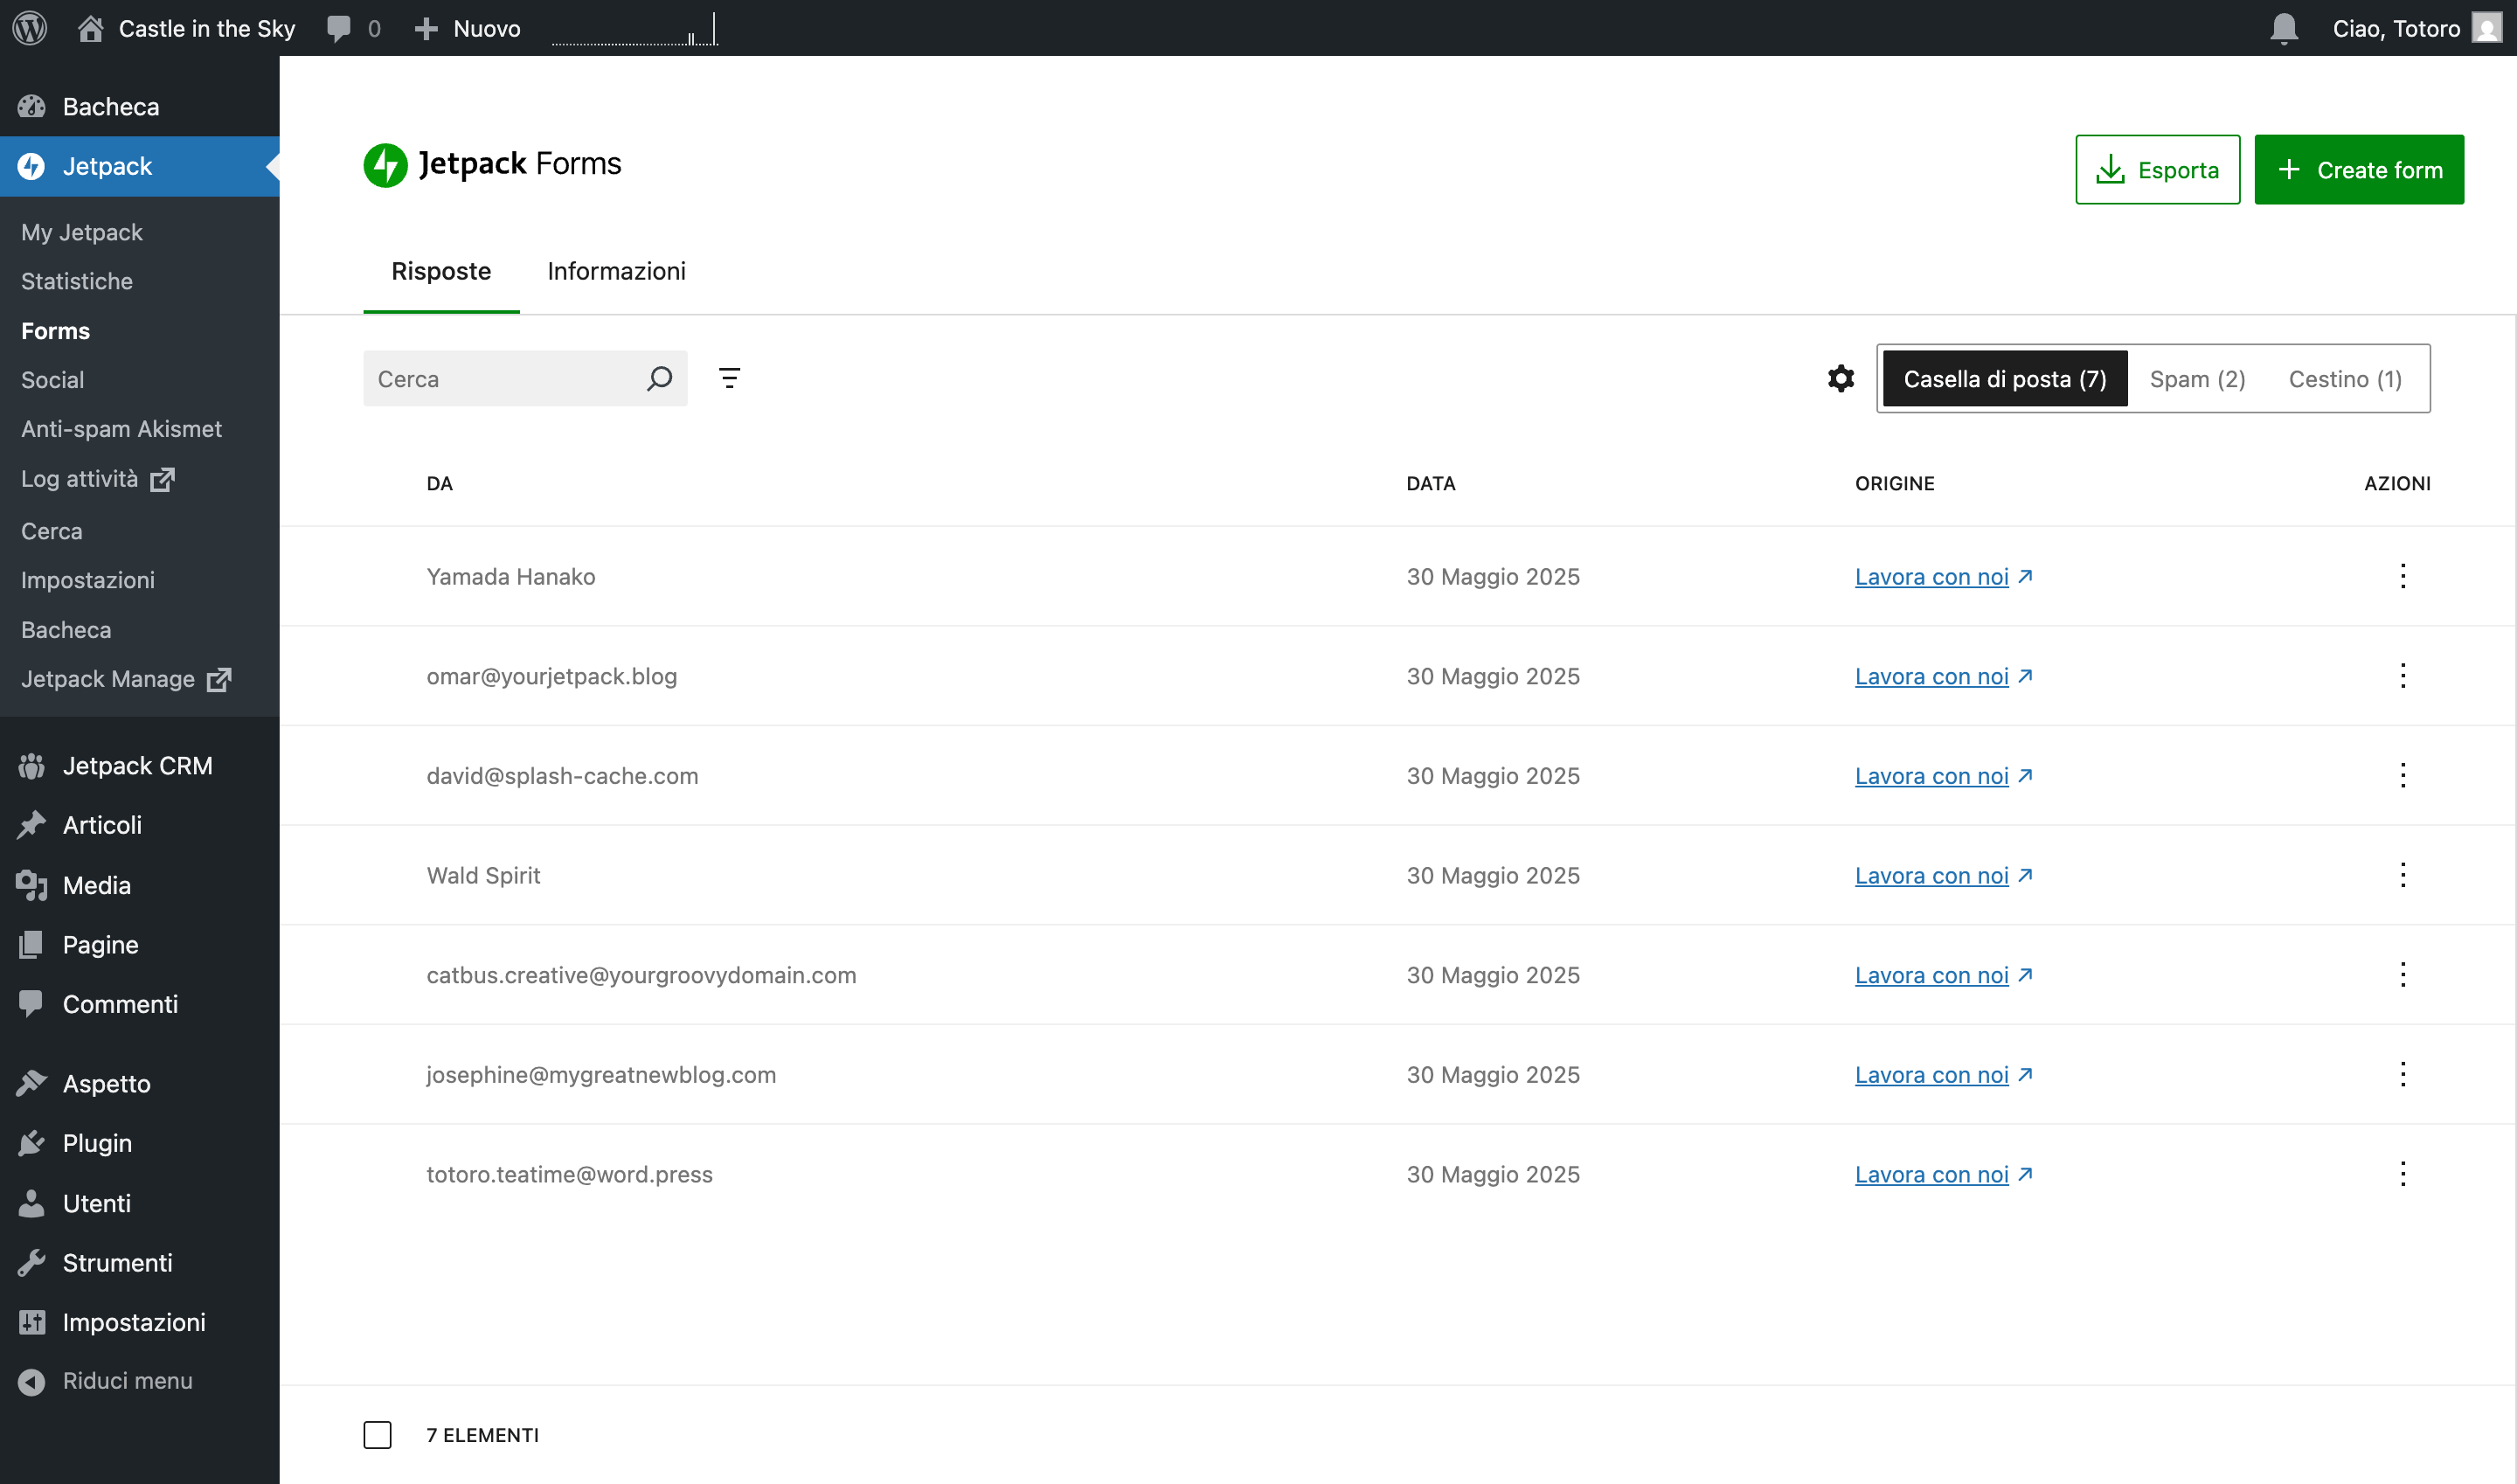 Castle in the Sky
0
Nuovo
Ciao, Totoro
Bacheca
Jetpack
My Jetpack
Statistiche
Forms
Social
Anti-spam Akismet
Log attività
Cerca
Impostazioni
Bacheca
Jetpack Manage
Jetpack CRM
Articoli
Media
Pagine
Commenti
Aspetto
Plugin
Utenti
Strumenti
Impostazioni
Riduci menu
Jetpack Forms
Esporta
Create form
Risposte
Informazioni
Cerca
Casella di posta (7)
Spam (2)
Cestino (1)
DA DATA ORIGINE AZIONI
Yamada Hanako 30 Maggio 2025 Lavora con noi
omar@yourjetpack.blog 30 Maggio 2025 Lavora con noi
david@splash-cache.com 30 Maggio 2025 Lavora con noi
Wald Spirit 30 Maggio 2025 Lavora con noi
catbus.creative@yourgroovydomain.com 30 Maggio 2025 Lavora con noi
josephine@mygreatnewblog.com 30 Maggio 2025 Lavora con noi
totoro.teatime@word.press 30 Maggio 2025 Lavora con noi
7 ELEMENTI